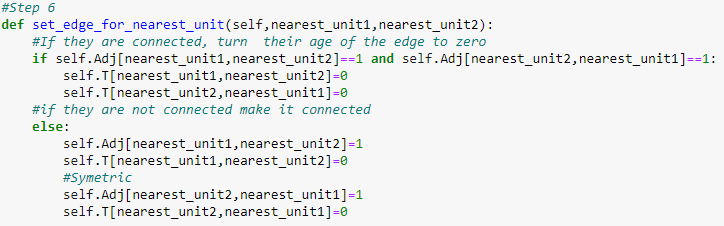 #Step 6
def set_edge_for_nearest_unit(self,nearest_unit1,nearest_unit2):
    #If they are connected, turn  their age of the edge to zero
    if self.Adj[nearest_unit1,nearest_unit2]==1 and self.Adj[nearest_unit2,nearest_unit1]==1:
        self.T[nearest_unit1,nearest_unit2]=0
        self.T[nearest_unit2,nearest_unit1]=0
    #if they are not connected make it connected
    else:
        self.Adj[nearest_unit1,nearest_unit2]=1
        self.T[nearest_unit1,nearest_unit2]=0
        #Symetric
        self.Adj[nearest_unit2,nearest_unit1]=1
        self.T[nearest_unit2,nearest_unit1]=0